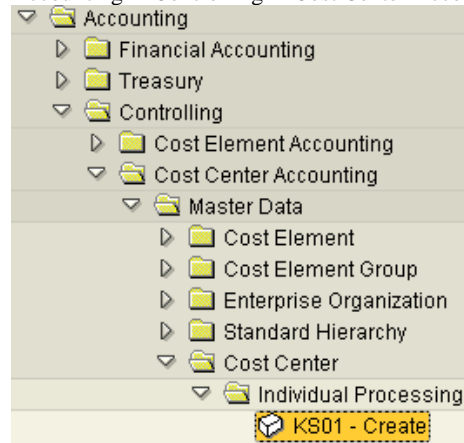 Accounting
Financial Accounting
Treasury
Controlling
Cost Element Accounting
Cost Center Accounting
Master Data
Cost Element
Cost Element Group
Enterprise Organization
Standard Hierarchy
Cost Center
Individual Processing
KS01 - Create